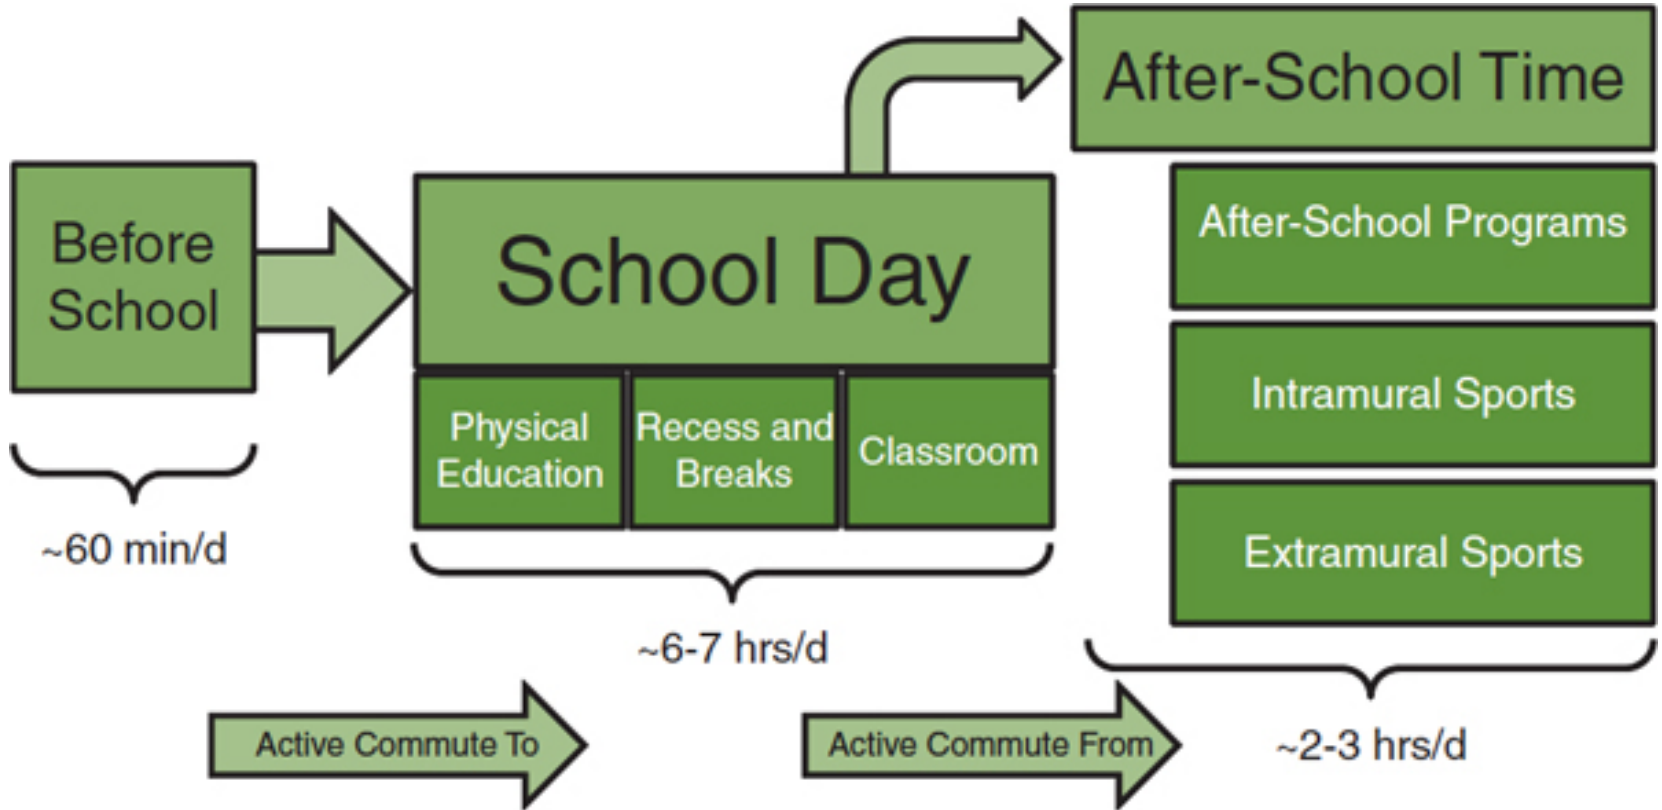 Before
School
~60 min/d
School Day
Physical
Education
Recess and
Breaks
Classroom
~6-7 hrs/d
After-School Time
After-School Programs
Intramural Sports
Extramural Sports
~2-3 hrs/d
Active Commute To
Active Commute From